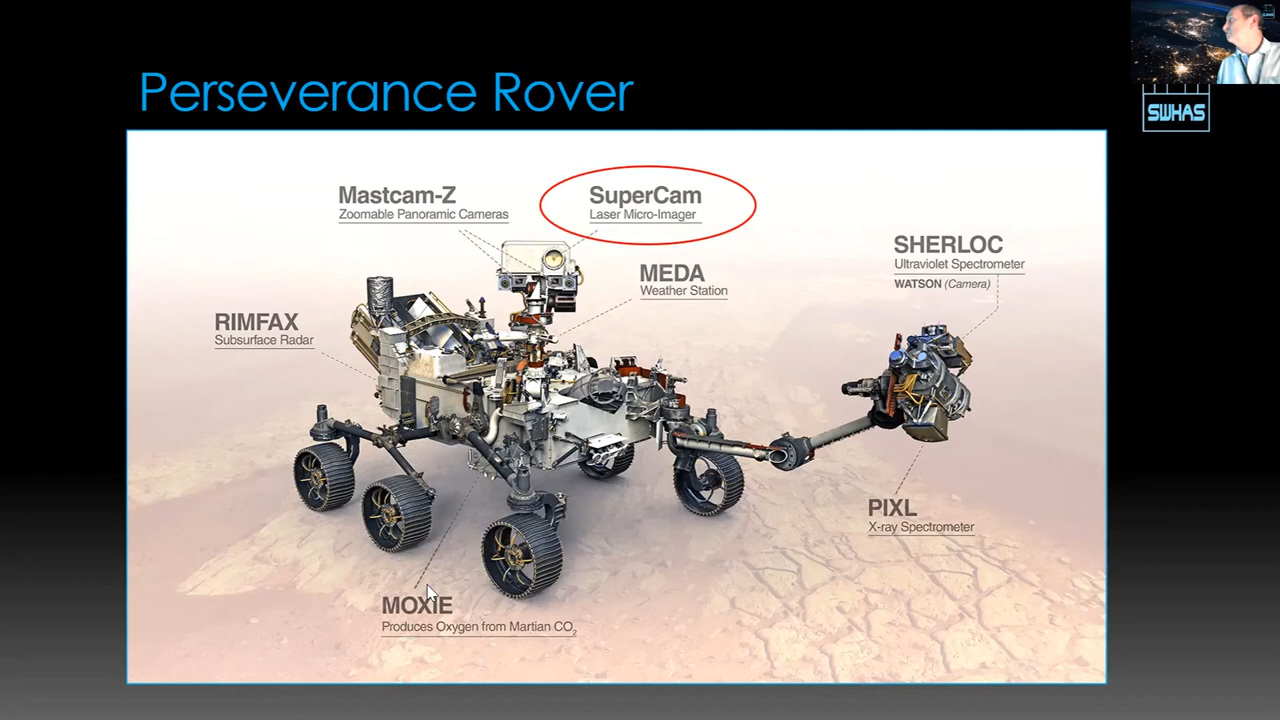 Perseverance Rover
SWHAS
Mastcam-Z
Zoomable Panoramic Cameras
SuperCam
Laser Micro-Imager
SHERLOC
Ultraviolet Spectrometer
WATSON (Camera)
MEDA
Weather Station
RIMFAX
Subsurface Radar
PIXL
X-ray Spectrometer
MOXIE
Produces Oxygen from Martian CO₂